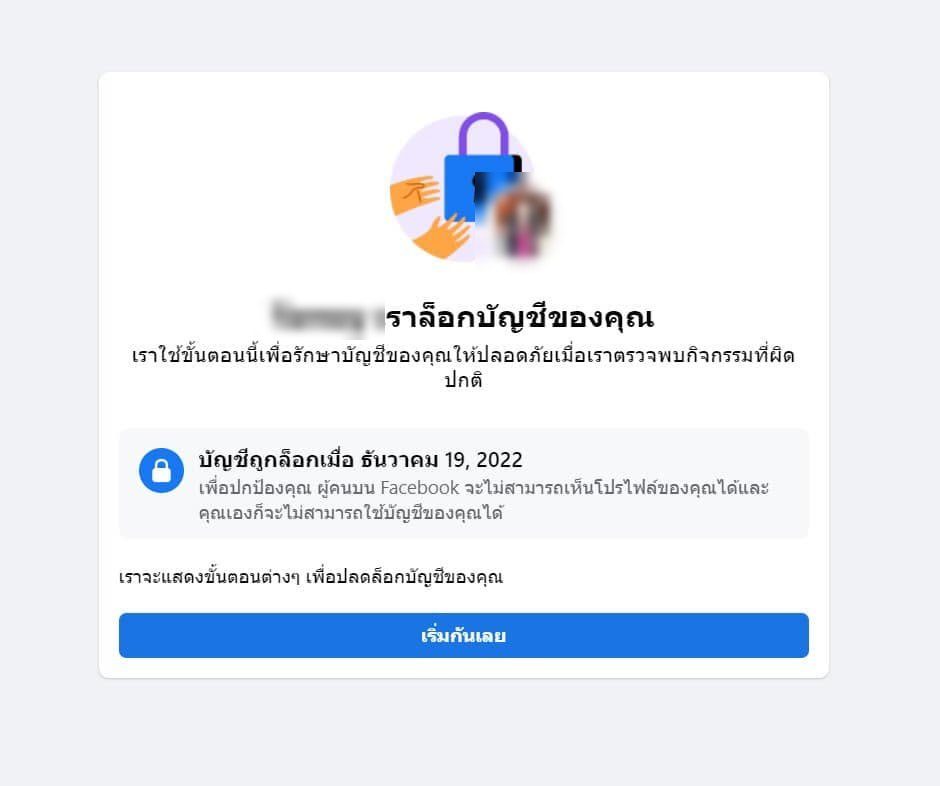 ราล็อกบัญชีของคุณ
เราใช้ขั้นตอนนี้เพื่อรักษาบัญชีของคุณให้ปลอดภัยเมื่อเราตรวจพบกิจกรรมที่ผิด
ปกติ
บัญชีถูกล็อกเมื่อ ธันวาคม 19, 2022
เพื่อปกป้องคุณ ผู้คนบน Facebook จะไม่สามารถเห็นโปรไฟล์ของคุณได้และ
คุณเองก็จะไม่สามารถใช้บัญชีของคุณได้
เราจะแสดงขั้นตอนต่างๆ เพื่อปลดล็อกบัญชีของคุณ
เริ่มกันเลย